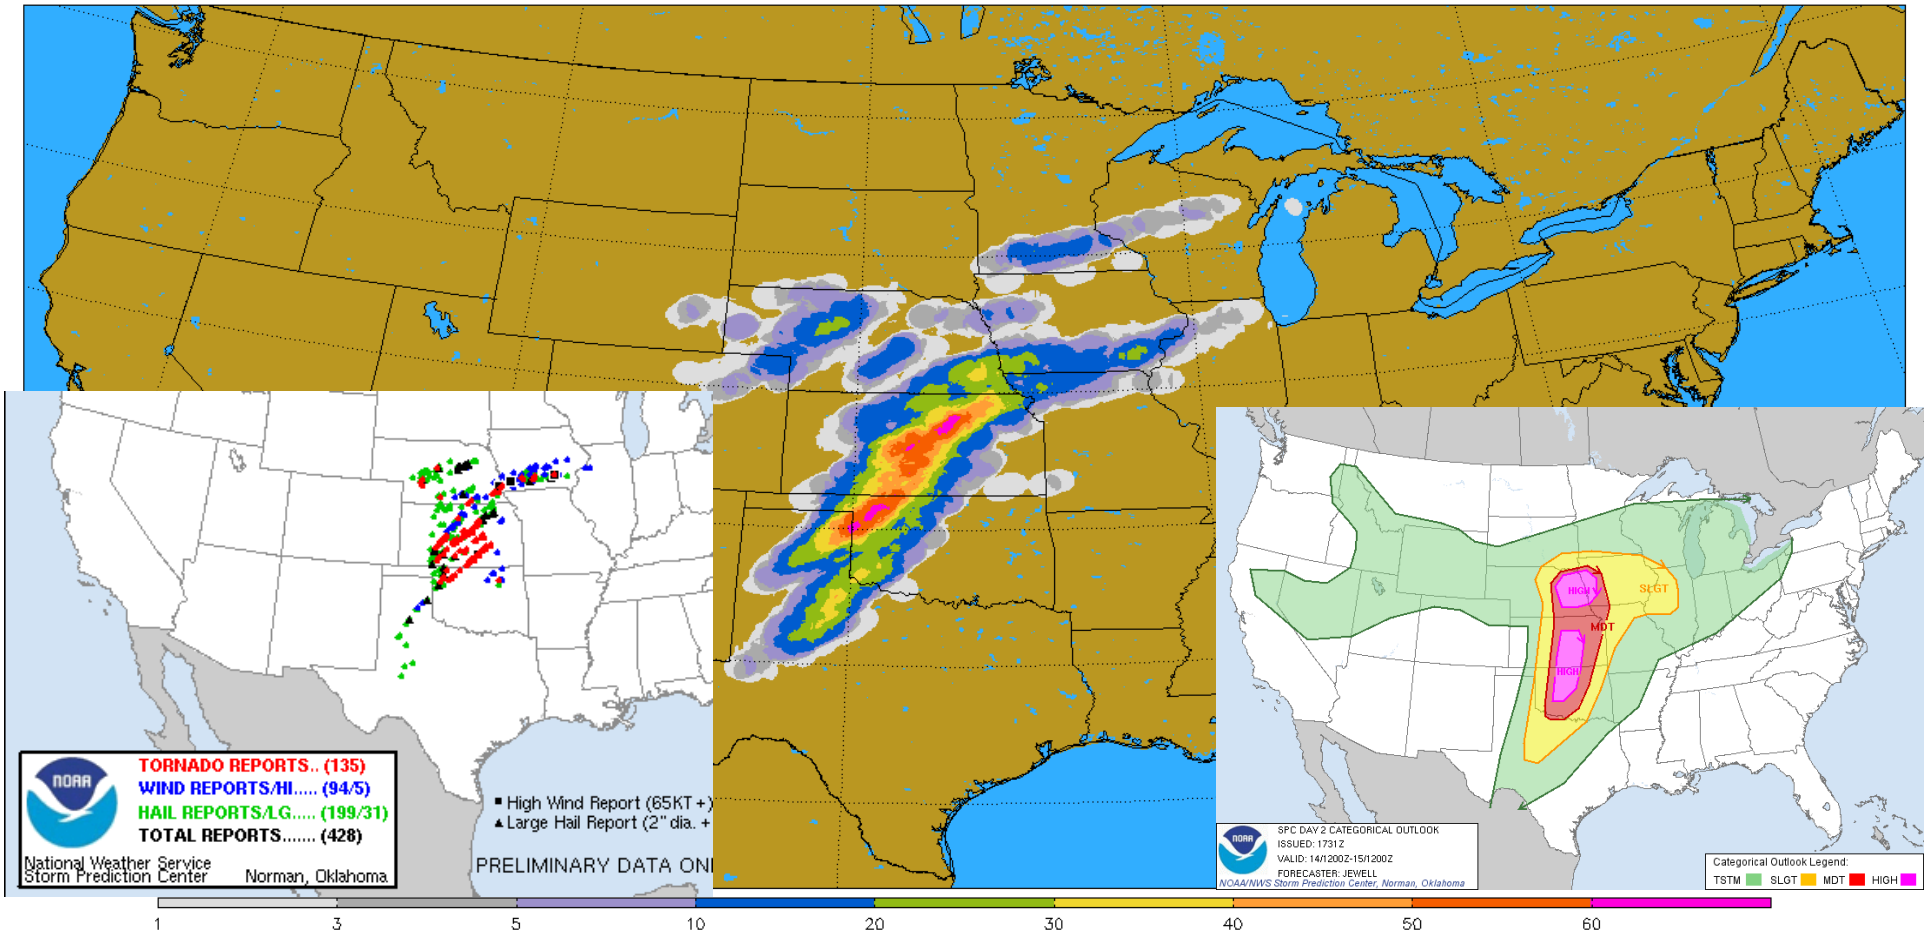 NOAA
TORNADO REPORTS.. (135)
WIND REPORTS/HI..... (94/5)
HAIL REPORTS/LG..... (199/31)
TOTAL REPORTS....... (428)
National Weather Service
Storm Prediction Center
Norman, Oklahoma
High Wind Report (65KT +)
Large Hail Report (2" dia. +
PRELIMINARY DATA ONL
HIGH
SLGT
MDT
HIGH
NOAA
SPC DAY 2 CATEGORICAL OUTLOOK
ISSUED: 1731Z
VALID: 14/1200Z-15/1200Z
FORECASTER: JEWELL
NOAA/NWS Storm Prediction Center, Norman, Oklahoma
Categorical Outlook Legend:
TSTM SLGT MDT HIGH
1 3 5 10 20 30 40 50 60